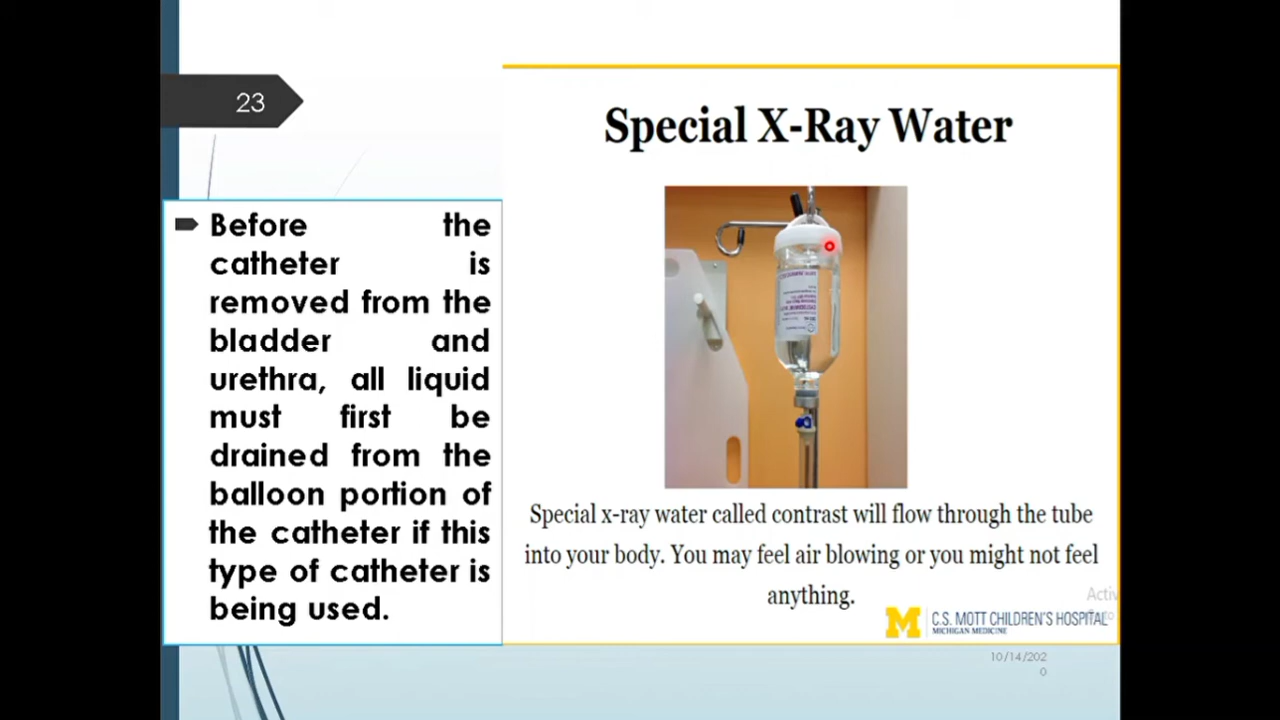 23
Before the
catheter is
removed from the
bladder and
urethra, all liquid
must first be
drained from the
balloon portion of
the catheter if this
type of catheter is
being used.
Special X-Ray Water
Special x-ray water called contrast will flow through the tube
into your body. You may feel air blowing or you might not feel
anything.
M
C.S. MOTT CHILDREN'S HOSPITAL
MICHIGAN MEDICINE
10/14/202
0